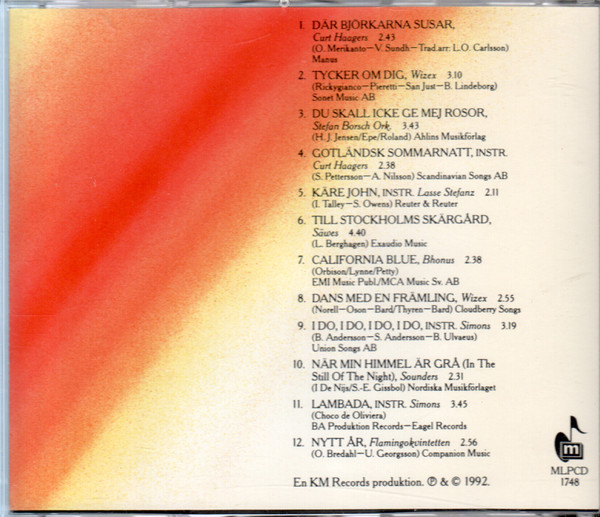 1. DÄR BJÖRKARNA SUSAR,
Curt Haagers 2.43
(O. Merikanto–V. Sundh–Trad.arr: L.O. Carlsson)
Manus
2. TYCKER OM DIG, Wizex 3.10
(Rickygianco–Pieretti–San Just–B. Lindeborg)
Sonet Music AB
3. DU SKALL ICKE GE MEJ ROSOR,
Stefan Borsch Ork. 3.43
(H. J. Jensen/Epe/Roland) Ahlins Musikförlag
4. GOTLÄNDSK SOMMARNATT, INSTR.
Curt Haagers 2.38
(S. Pettersson–A. Nilsson) Scandinavian Songs AB
5. KÄRE JOHN, INSTR. Lasse Stefanz 2.11
(I. Talley–S. Owens) Reuter & Reuter
6. TILL STOCKHOLMS SKÄRGÅRD,
Säwes 4.40
(L. Berghagen) Exaudio Music
7. CALIFORNIA BLUE, Bhonus 2.38
(Orbison/Lynne/Petty)
EMI Music Publ./MCA Music Sv. AB
8. DANS MED EN FRÄMLING, Wizex 2.55
(Norell–Oson–Bard/Thyren–Bard) Cloudberry Songs
9. I DO, I DO, I DO, I DO, INSTR. Simons 3.19
(B. Andersson–S. Andersson–B. Ulvaeus)
Union Songs AB
10. NÄR MIN HIMMEL ÄR GRÅ (In The
Still Of The Night), Sounders 2.31
(I De Nijs/S.-E. Gissbol) Nordiska Musikförlaget
11. LAMBADA, INSTR. Simons 3.45
(Choco de Oliviera)
BA Produktion Records–Eagel Records
12. NYTT ÅR, Flamingokvintetten 2.56
(O. Bredahl–U. Georgsson) Companion Music
m
MLPCD
1748
En KM Records produktion. ℗ & © 1992.